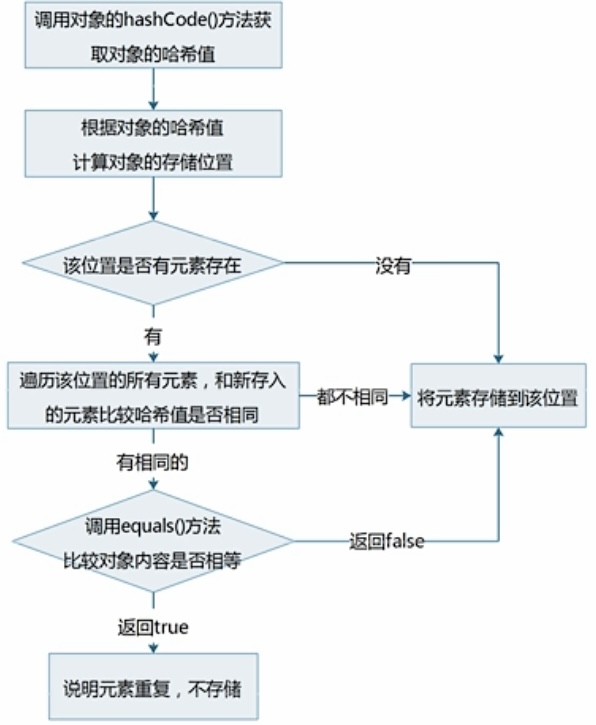 调用对象的hashCode()方法获
取对象的哈希值
根据对象的哈希值
计算对象的存储位置
该位置是否有元素存在
没有
有
遍历该位置的所有元素，和新存入
的元素比较哈希值是否相同
都不相同
将元素存储到该位置
有相同的
调用equals()方法
比较对象内容是否相等
返回false
返回true
说明元素重复，不存储